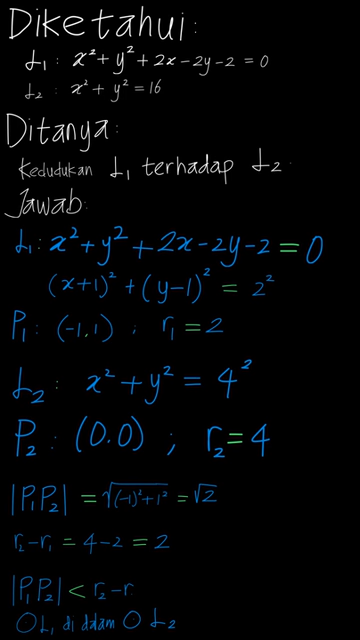 Diketahui:
L₁ : x² + y² + 2x - 2y - 2 = 0
L₂ : x² + y² = 16
Ditanya:
Kedudukan L₁ terhadap L₂.
Jawab:
L₁ : x² + y² + 2x - 2y - 2 = 0
(x+1)² + (y-1)² = 2²
P₁ : (-1, 1) ; r₁ = 2
L₂ : x² + y² = 4²
P₂ : (0.0) ; r₂ = 4
|P₁P₂| = √((-1)² + 1²) = √2
r₂ - r₁ = 4 - 2 = 2
|P₁P₂| < r₂ - r
O L₁ di dalam O L₂